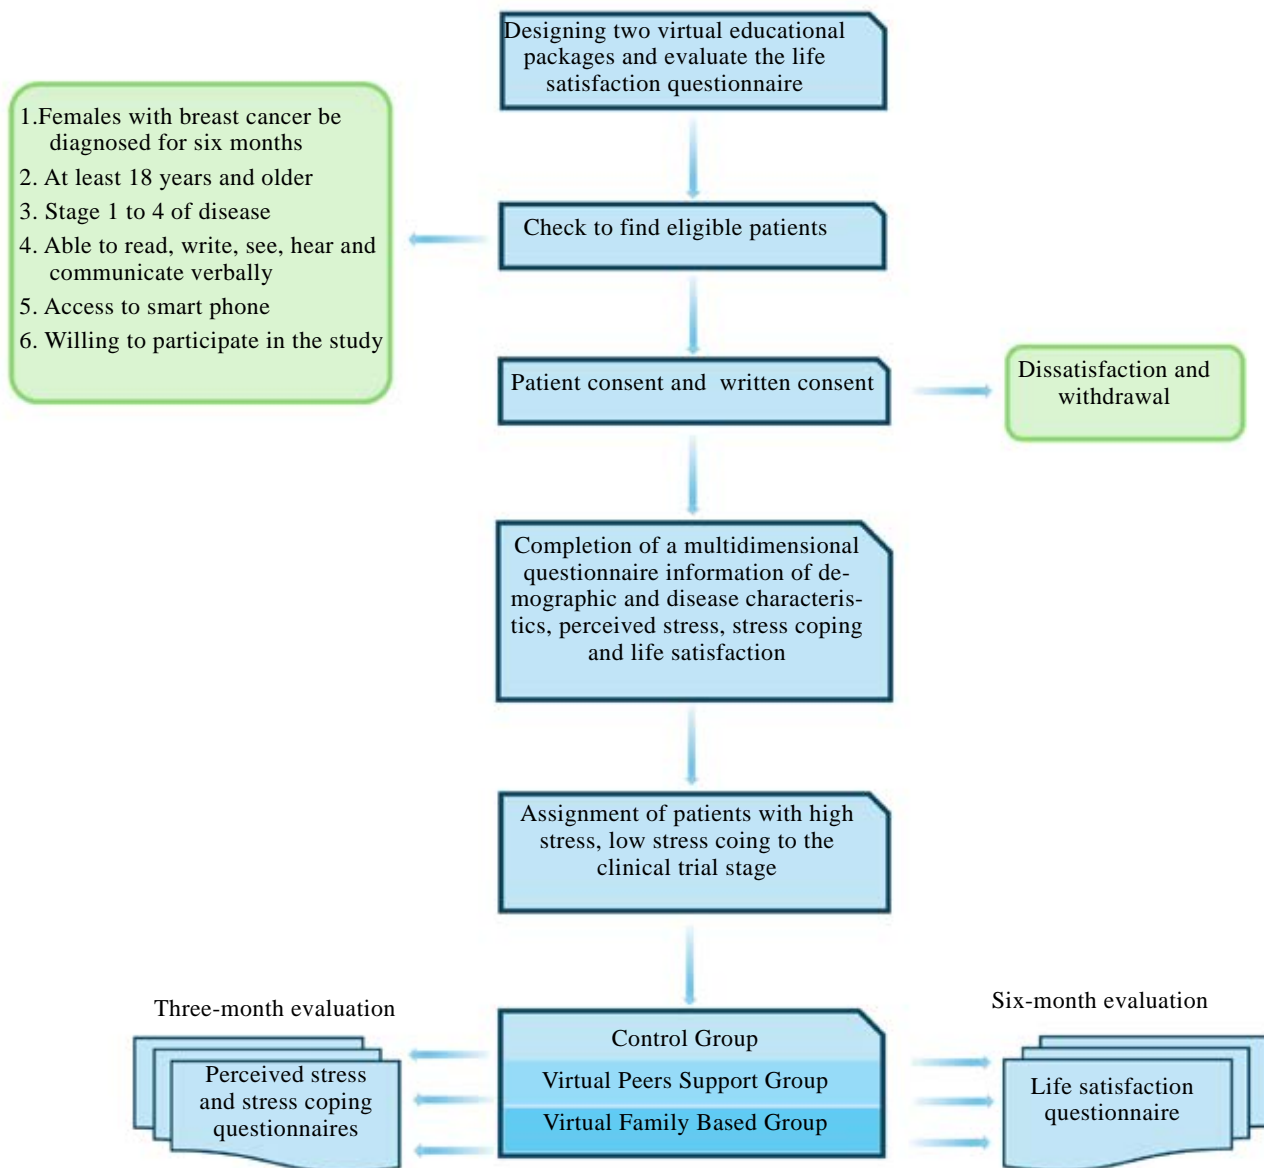 Designing two virtual educational
packages and evaluate the life
satisfaction questionnaire
1.Females with breast cancer be
diagnosed for six months
2. At least 18 years and older
3. Stage 1 to 4 of disease
4. Able to read, write, see, hear and
communicate verbally
5. Access to smart phone
6. Willing to participate in the study
Check to find eligible patients
Patient consent and written consent
Dissatisfaction and
withdrawal
Completion of a multidimensional
questionnaire information of de-
mographic and disease characteris-
tics, perceived stress, stress coping
and life satisfaction
Assignment of patients with high
stress, low stress coing to the
clinical trial stage
Three-month evaluation
Perceived stress
and stress coping
questionnaires
Control Group
Virtual Peers Support Group
Virtual Family Based Group
Six-month evaluation
Life satisfaction
questionnaire